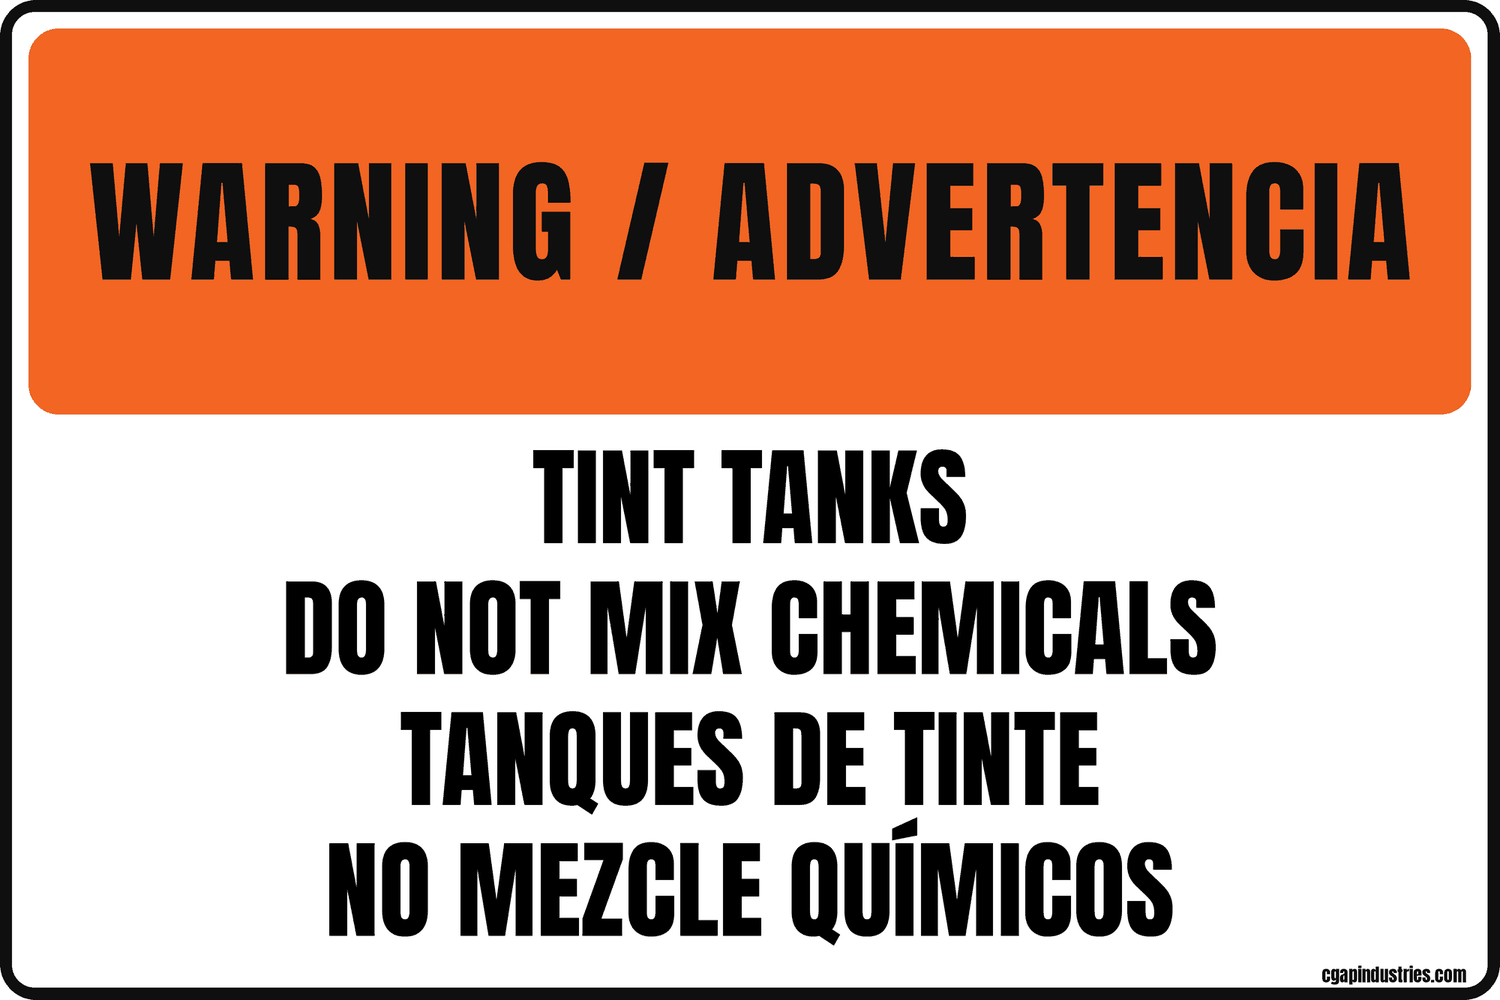 WARNING / ADVERTENCIA
TINT TANKS
DO NOT MIX CHEMICALS
TANQUES DE TINTE
NO MEZCLE QUÍMICOS
cgapindustries.com